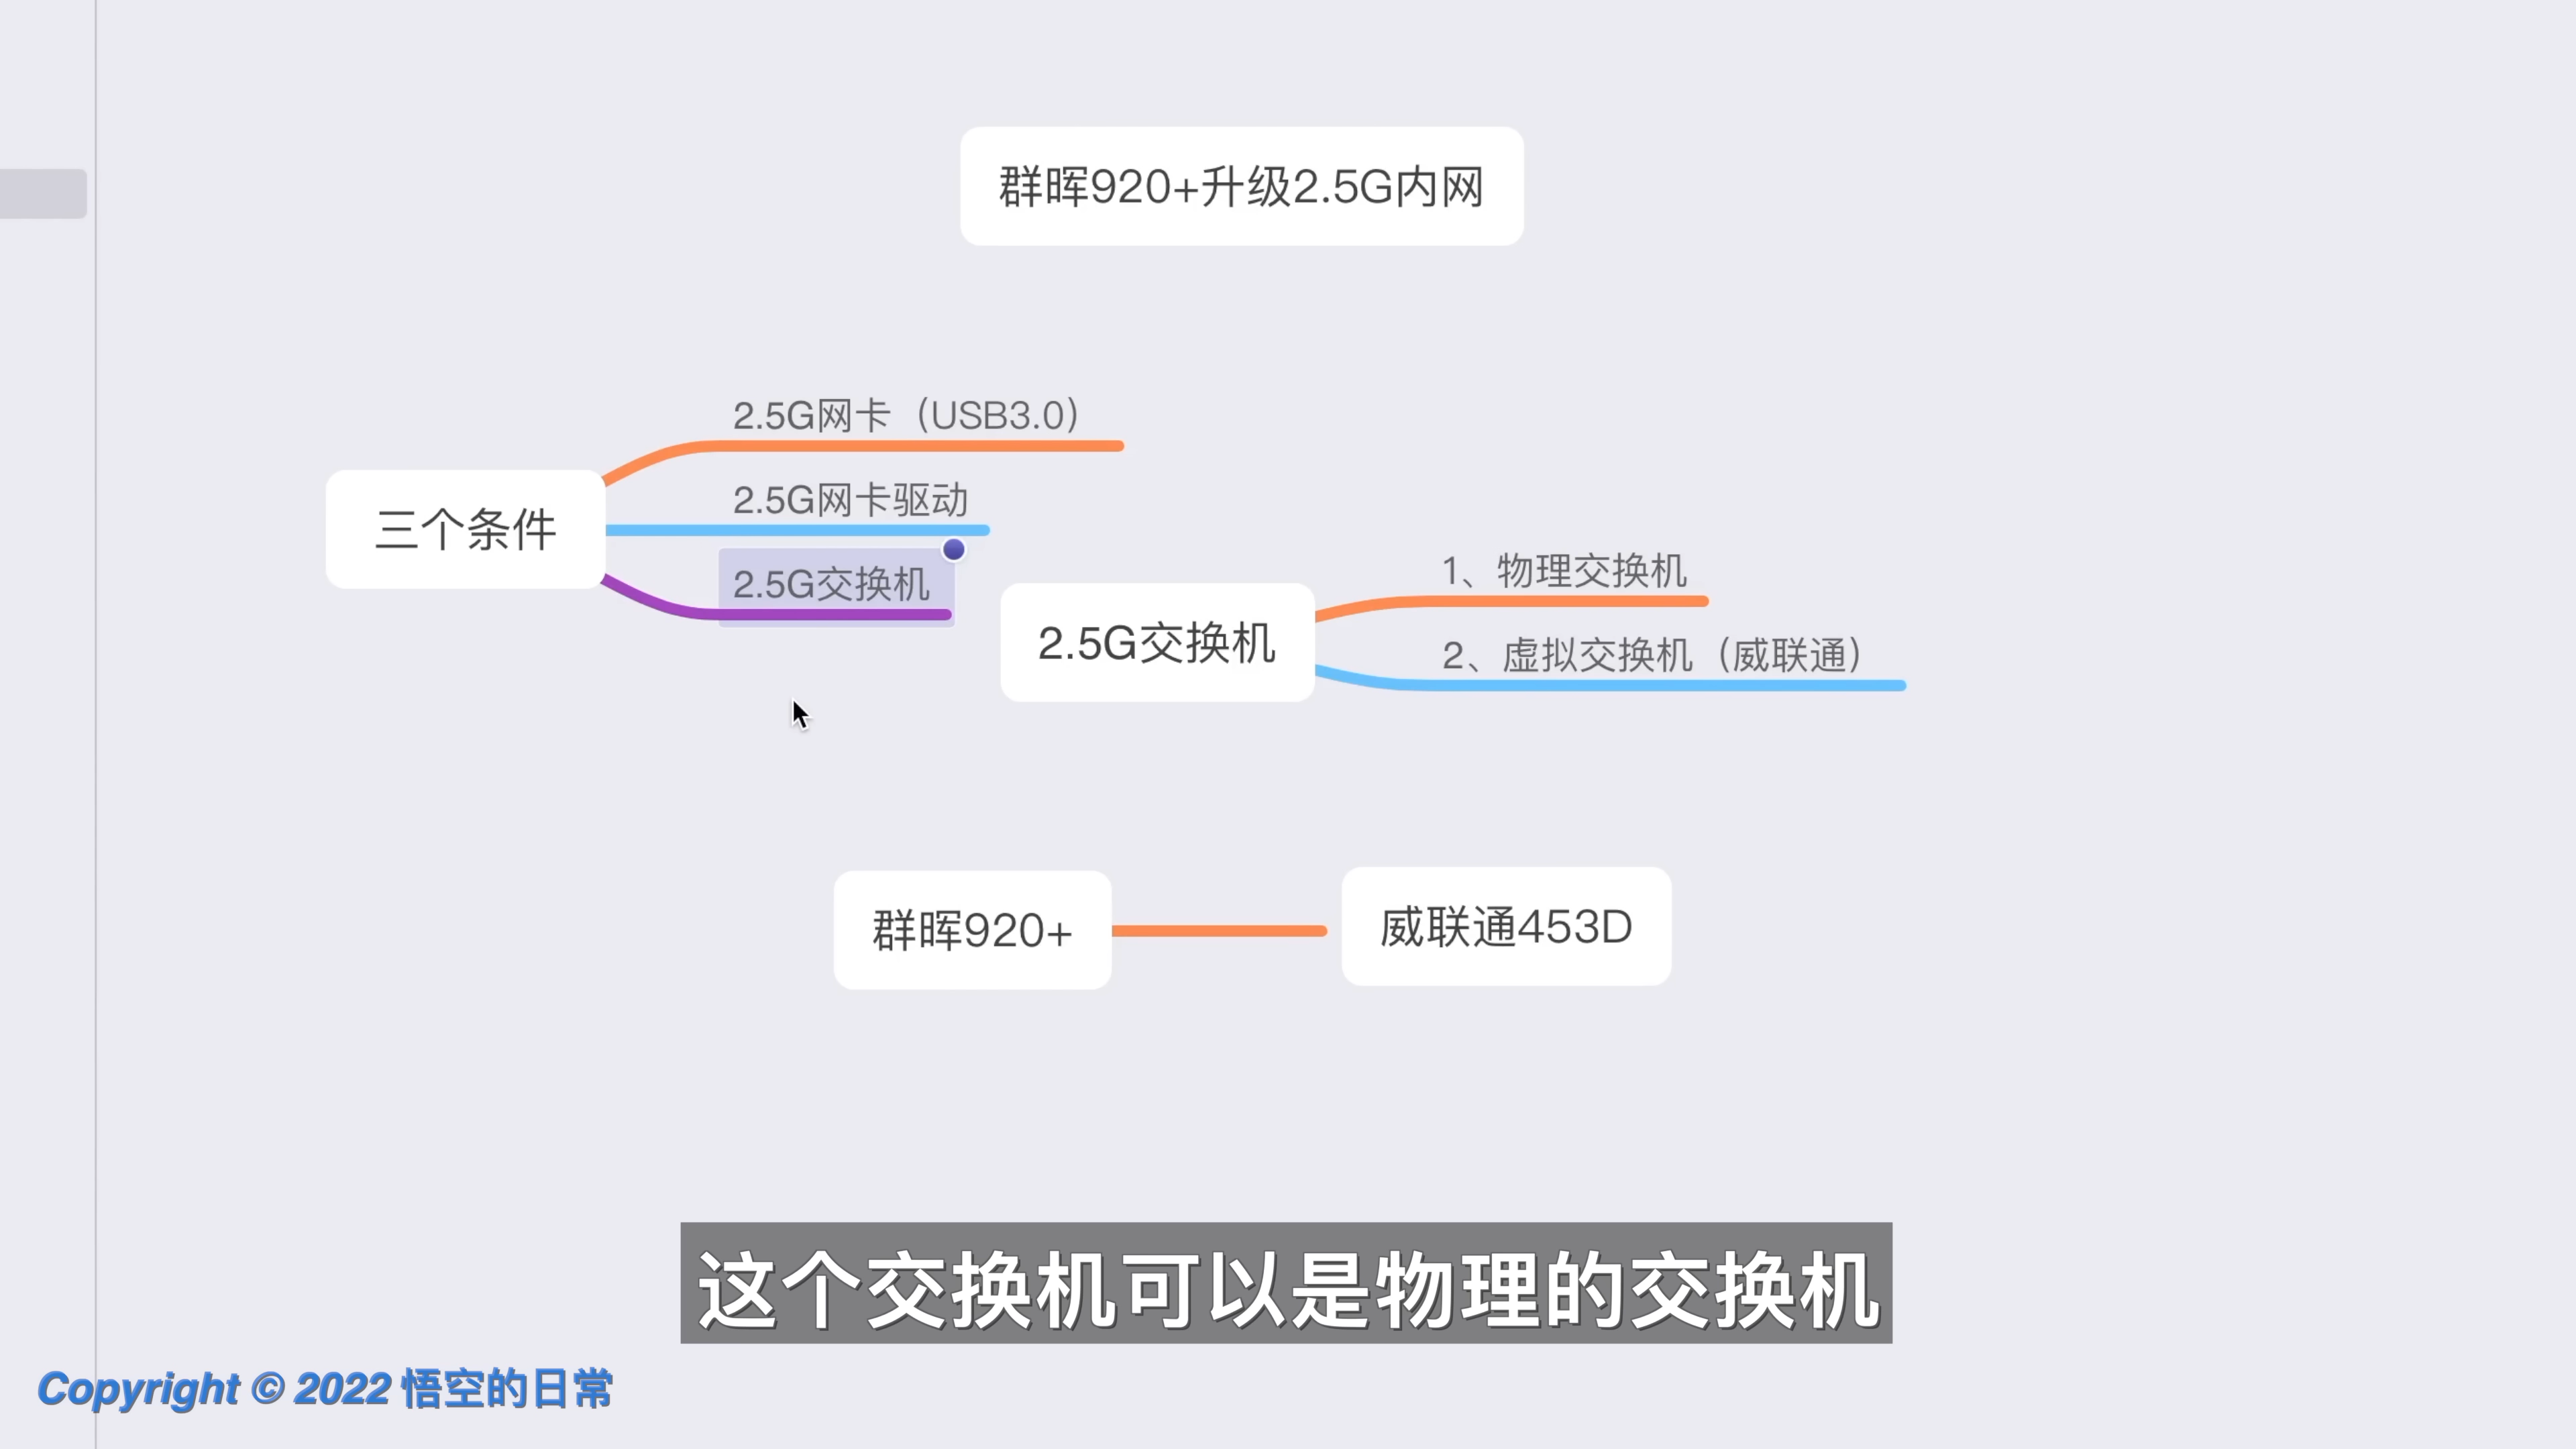 群晖920+升级2.5G内网
三个条件
2.5G网卡（USB3.0）
2.5G网卡驱动
2.5G交换机
2.5G交换机
1、物理交换机
2、虚拟交换机（威联通）
群晖920+
威联通453D
这个交换机可以是物理的交换机
Copyright © 2022 悟空的日常